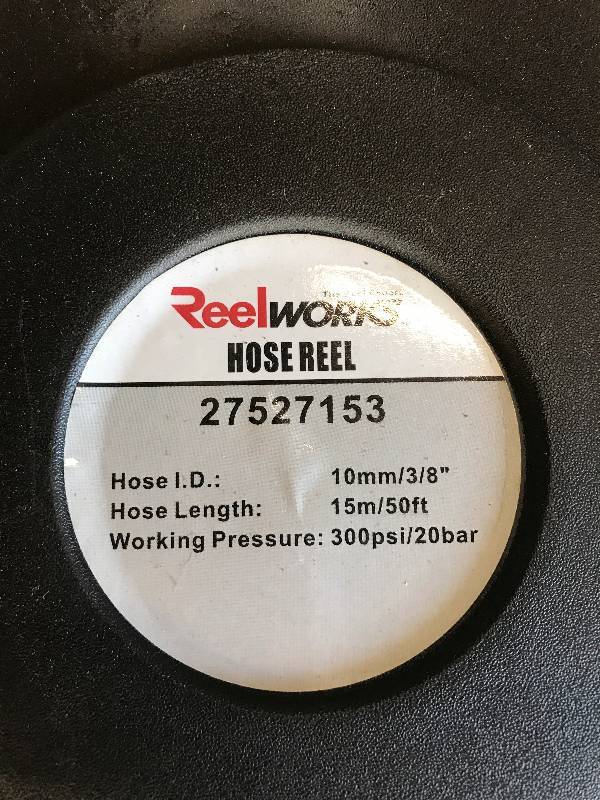 ReelWORKS
HOSE REEL
27527153
Hose I.D.: 10mm/3/8"
Hose Length: 15m/50ft
Working Pressure: 300psi/20bar